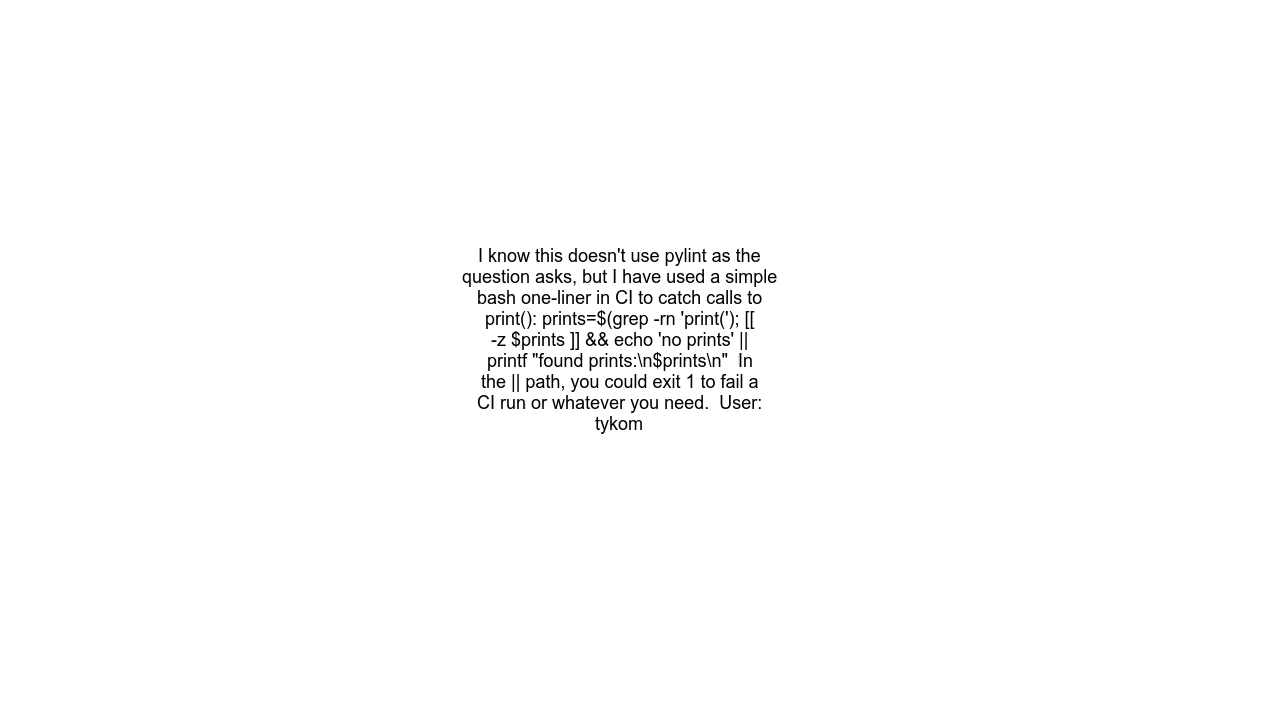 I know this doesn't use pylint as the
question asks, but I have used a simple
bash one-liner in CI to catch calls to
print(): prints=$(grep -rn 'print('); [[
-z $prints ]] && echo 'no prints' ||
printf "found prints:\n$prints\n"  In
the || path, you could exit 1 to fail a
CI run or whatever you need.  User:
tykom